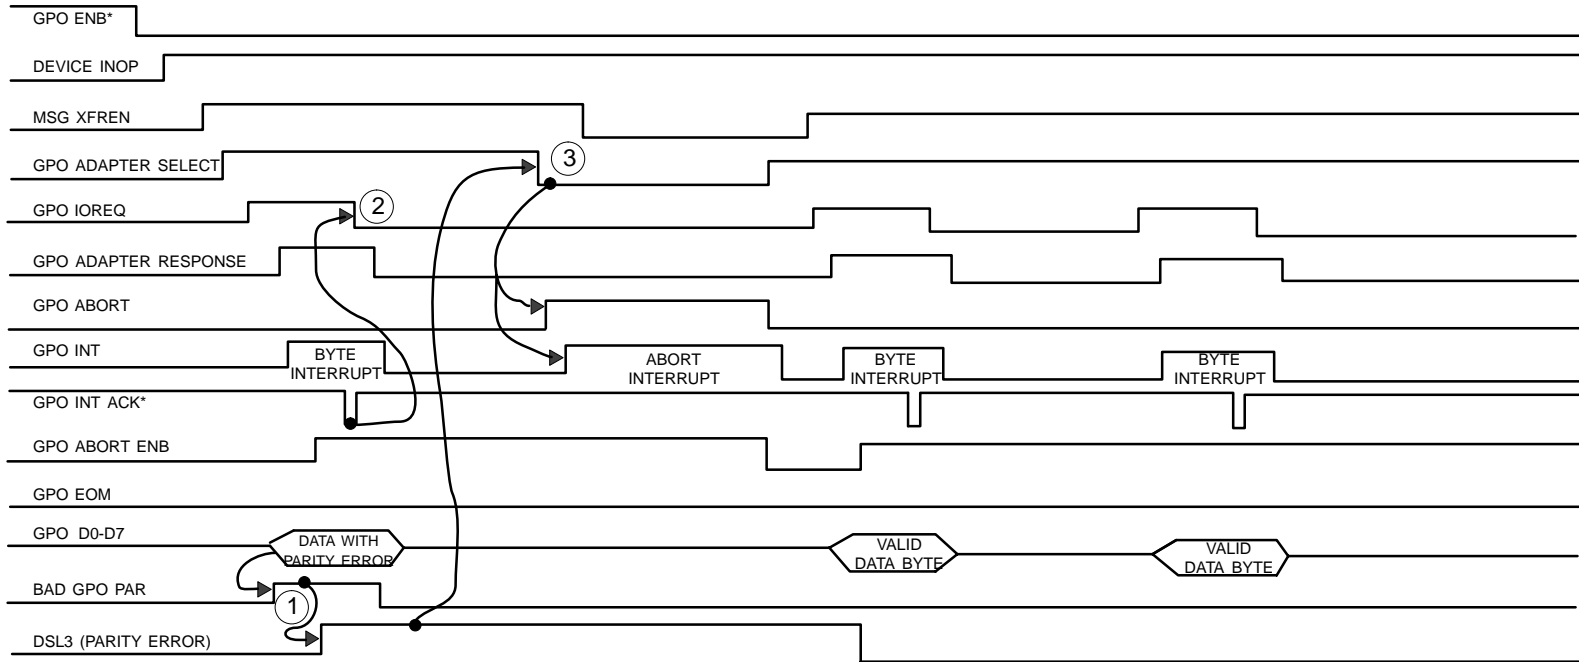 GPO ENB*
DEVICE INOP
MSG XFREN
GPO ADAPTER SELECT
3
GPO IOREQ
2
GPO ADAPTER RESPONSE
GPO ABORT
GPO INT
BYTE
INTERRUPT
ABORT
INTERRUPT
BYTE
INTERRUPT
BYTE
INTERRUPT
GPO INT ACK*
GPO ABORT ENB
GPO EOM
GPO D0-D7
DATA WITH
PARITY ERROR
VALID
DATA BYTE
VALID
DATA BYTE
BAD GPO PAR
1
DSL3 (PARITY ERROR)